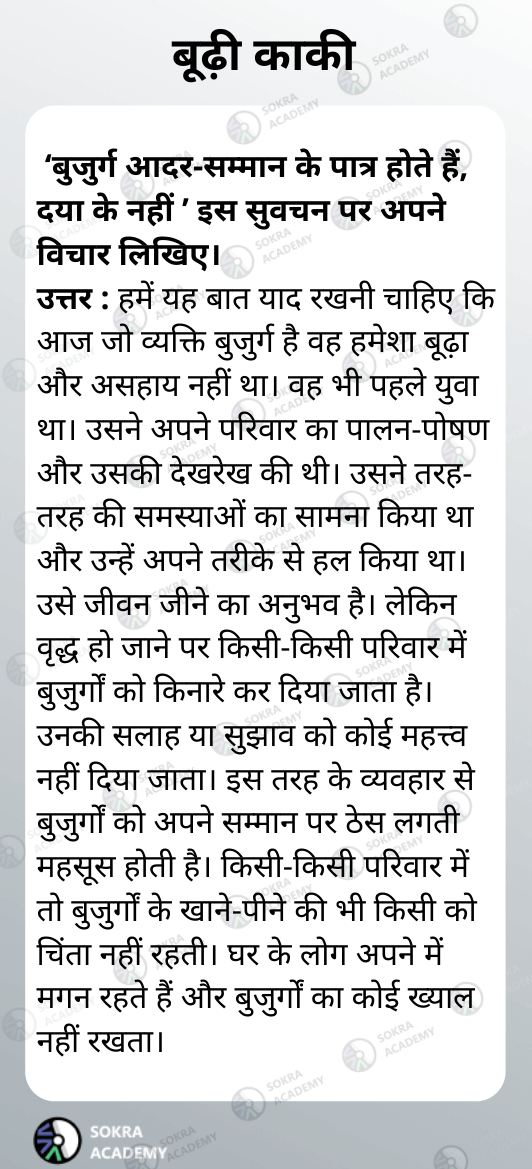 बूढ़ी काकी
‘बुजुर्ग आदर-सम्मान के पात्र होते हैं,
दया के नहीं ’ इस सुवचन पर अपने
विचार लिखिए।
उत्तर : हमें यह बात याद रखनी चाहिए कि
आज जो व्यक्ति बुजुर्ग है वह हमेशा बूढ़ा
और असहाय नहीं था। वह भी पहले युवा
था। उसने अपने परिवार का पालन-पोषण
और उसकी देखरेख की थी। उसने तरह-
तरह की समस्याओं का सामना किया था
और उन्हें अपने तरीके से हल किया था।
उसे जीवन जीने का अनुभव है। लेकिन
वृद्ध हो जाने पर किसी-किसी परिवार में
बुजुर्गों को किनारे कर दिया जाता है।
उनकी सलाह या सुझाव को कोई महत्त्व
नहीं दिया जाता। इस तरह के व्यवहार से
बुजुर्गों को अपने सम्मान पर ठेस लगती
महसूस होती है। किसी-किसी परिवार में
तो बुजुर्गों के खाने-पीने की भी किसी को
चिंता नहीं रहती। घर के लोग अपने में
मगन रहते हैं और बुजुर्गों का कोई ख्याल
नहीं रखता।
SOKRA
ACADEMY